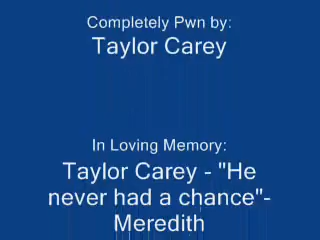 Completely Pwn by:
Taylor Carey
In Loving Memory:
Taylor Carey - "He
never had a chance"-
Meredith